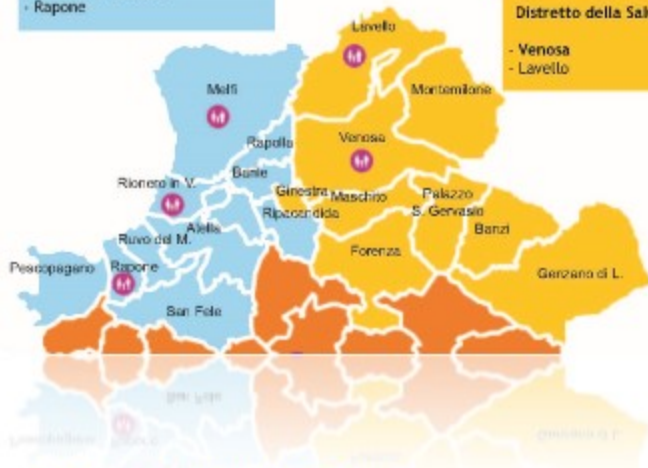 - Rapone
Distretto della Sal
- Venosa
- Lavello
Lavello
Melfi
Montemilone
Venosa
Rapolla
Barile
Rionero in V.
Ginestra
Maschito
Palazzo
S. Gervasio
Ripacandida
Atella
Banzi
Ruvo del M.
Forenza
Pescopagano
Rapone
Genzano di L.
San Fele